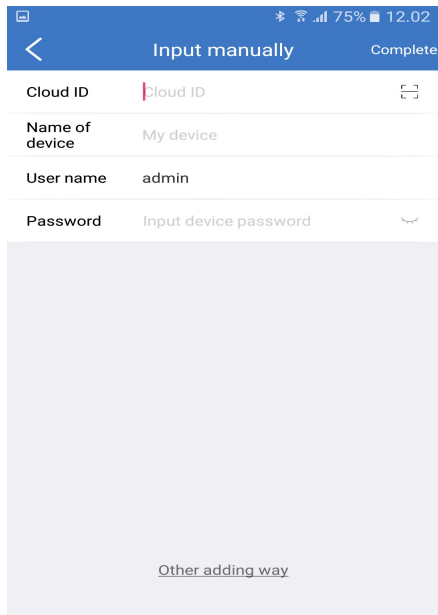 75% 12.02
Input manually Complete
Cloud ID Cloud ID
Name of
device My device
User name admin
Password Input device password
Other adding way